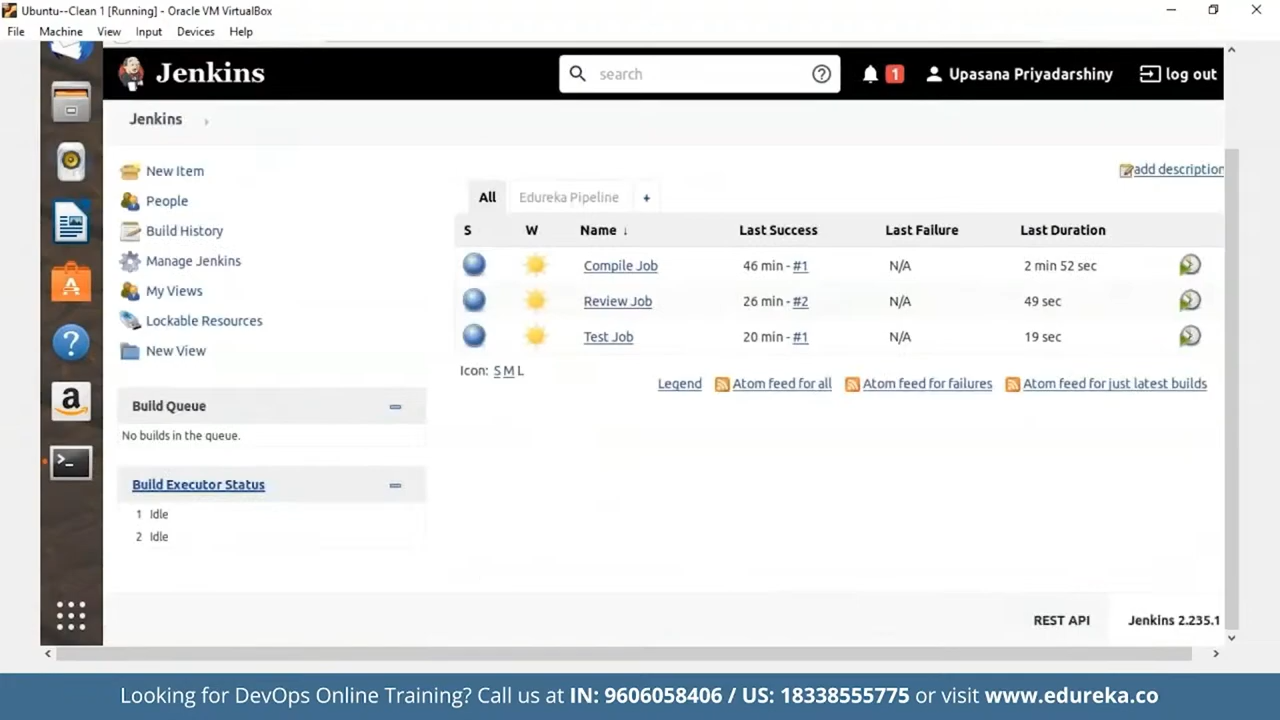 Ubuntu--Clean 1 [Running] - Oracle VM VirtualBox
File Machine View Input Devices Help
Jenkins search 1 Upasana Priyadarshiny log out
Jenkins
add description
New Item
People
Build History
Manage Jenkins
My Views
Lockable Resources
New View
All Edureka Pipeline +
S W Name ↓ Last Success Last Failure Last Duration
Compile Job 46 min - #1 N/A 2 min 52 sec
Review Job 26 min - #2 N/A 49 sec
Test Job 20 min - #1 N/A 19 sec
Icon: S M L
Legend Atom feed for all Atom feed for failures Atom feed for just latest builds
Build Queue
No builds in the queue.
Build Executor Status
1 Idle
2 Idle
REST API Jenkins 2.235.1
Looking for DevOps Online Training? Call us at IN: 9606058406 / US: 18338555775 or visit www.edureka.co